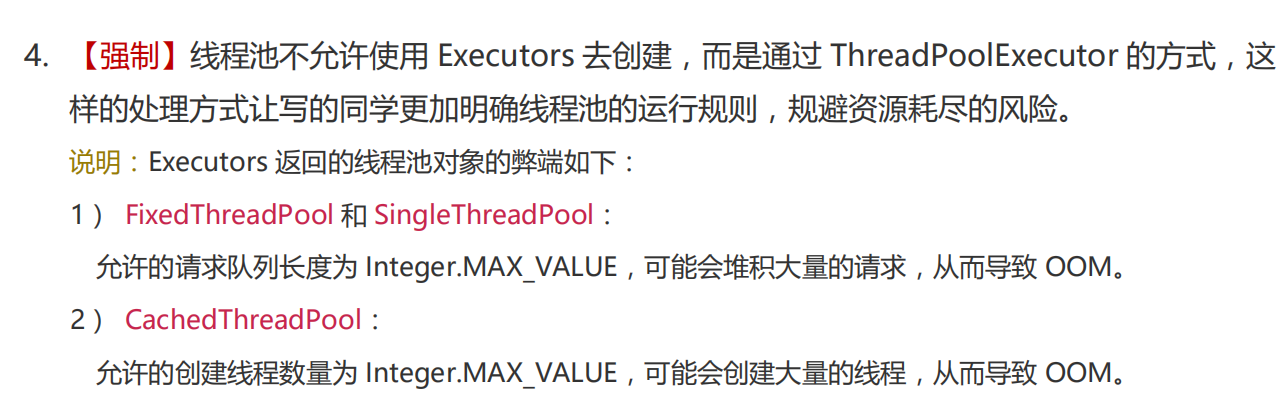 4. 【强制】线程池不允许使用 Executors 去创建，而是通过 ThreadPoolExecutor 的方式，这
样的处理方式让写的同学更加明确线程池的运行规则，规避资源耗尽的风险。
说明：Executors 返回的线程池对象的弊端如下：
1） FixedThreadPool 和 SingleThreadPool：
允许的请求队列长度为 Integer.MAX_VALUE，可能会堆积大量的请求，从而导致 OOM。
2） CachedThreadPool：
允许的创建线程数量为 Integer.MAX_VALUE，可能会创建大量的线程，从而导致 OOM。